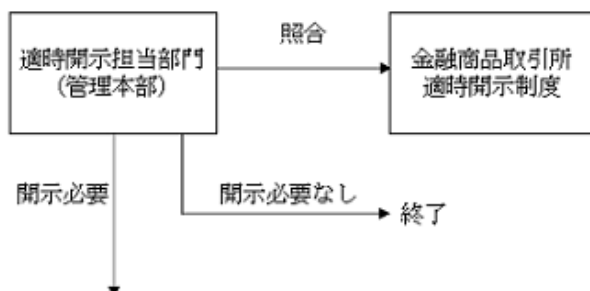 照合
適時開示担当部門
（管理本部）
金融商品取引所
適時開示制度
開示必要
開示必要なし
終了